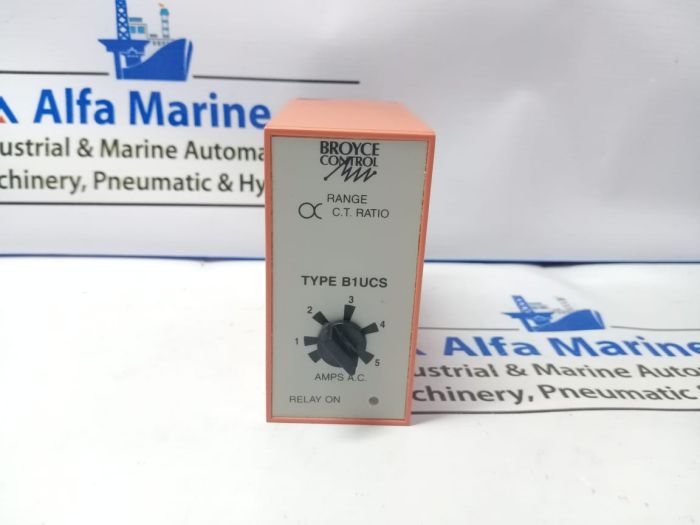 Alfa Marine
ustrial & Marine Automa
chinery, Pneumatic & Hy
BROYCE
CONTROL
RANGE
C.T. RATIO
TYPE B1UCS
1 2 3 4 5
AMPS A.C.
RELAY ON
Alfa Marine
ustrial & Marine Auto
chinery, Pneumatic